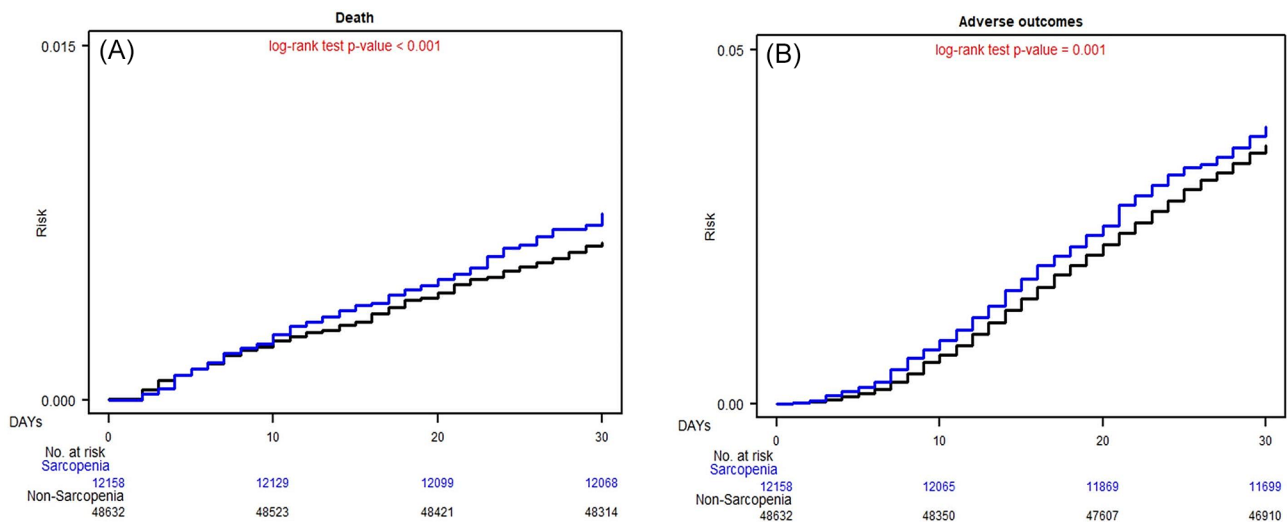 Death
(A)
log-rank test p-value < 0.001
0.015
Risk
0.000
DAYs
0 10 20 30
No. at risk
Sarcopenia
12158 12129 12099 12068
Non-Sarcopenia
48632 48523 48421 48314
Adverse outcomes
(B)
log-rank test p-value = 0.001
0.05
Risk
0.00
DAYs
0 10 20 30
No. at risk
Sarcopenia
12158 12065 11869 11699
Non-Sarcopenia
48632 48350 47607 46910